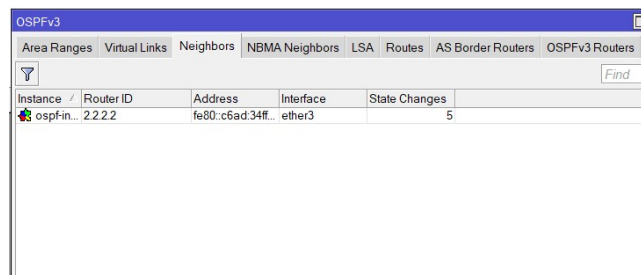 OSPFv3
Area Ranges Virtual Links Neighbors NBMA Neighbors LSA Routes AS Border Routers OSPFv3 Routers
Find
Instance Router ID Address Interface State Changes
ospf-in... 2.2.2.2 fe80::c6ad:34ff... ether3 5